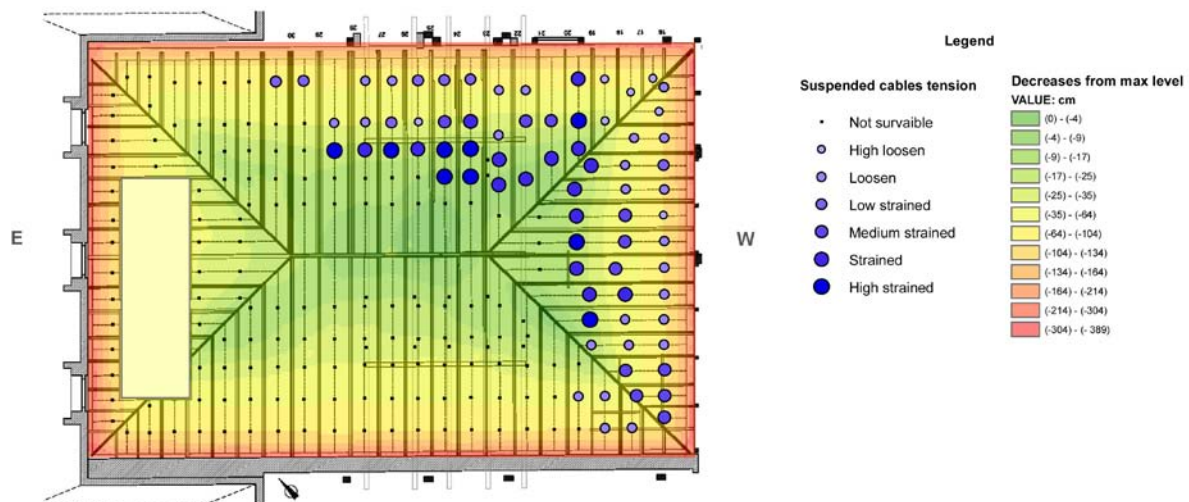 30 29 28 27 26 25 24 23 22 21 20 19 18 17 16
E
W
Legend
Suspended cables tension
Not survaible
High loosen
Loosen
Low strained
Medium strained
Strained
High strained
Decreases from max level
VALUE: cm
(0) - (-4)
(-4) - (-9)
(-9) - (-17)
(-17) - (-25)
(-25) - (-35)
(-35) - (-64)
(-64) - (-104)
(-104) - (-134)
(-134) - (-164)
(-164) - (-214)
(-214) - (-304)
(-304) - (- 389)